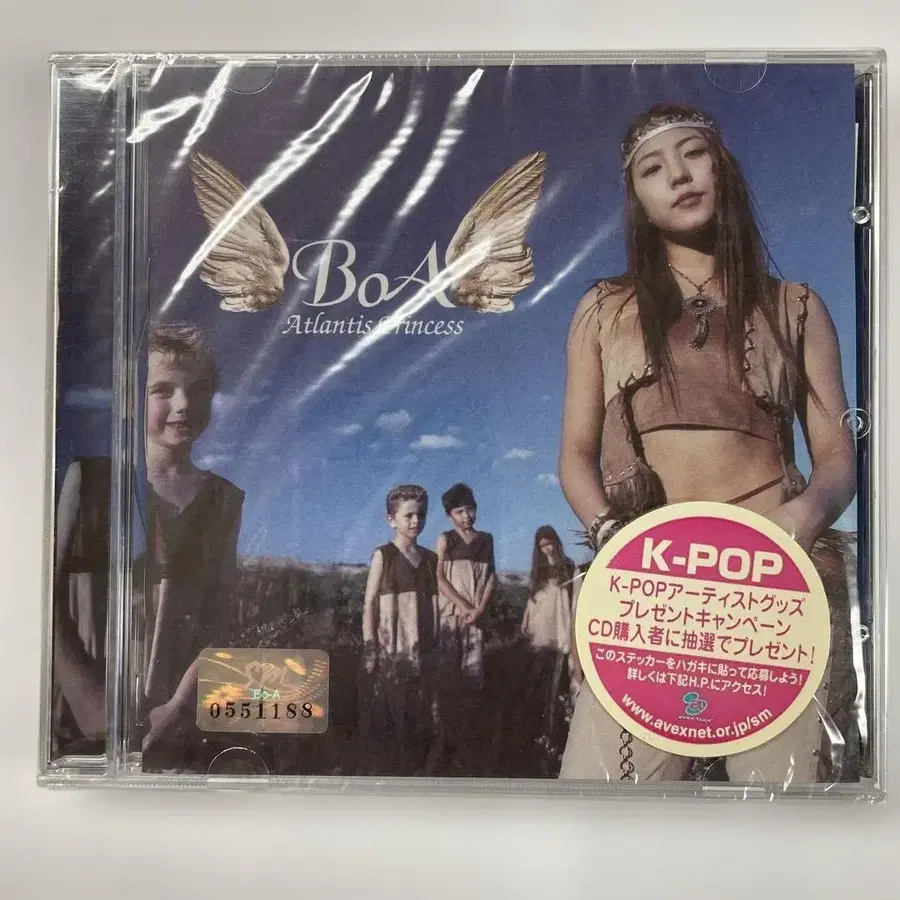 BoA
Atlantis Princess
SM
BoA
0551188
K-POP
K-POPアーティストグッズ
プレゼントキャンペーン
CD購入者に抽選でプレゼント!
このステッカーをハガキに貼って応募しよう!
詳しくは下記H.P.にアクセス!
www.avexnet.or.jp/sm